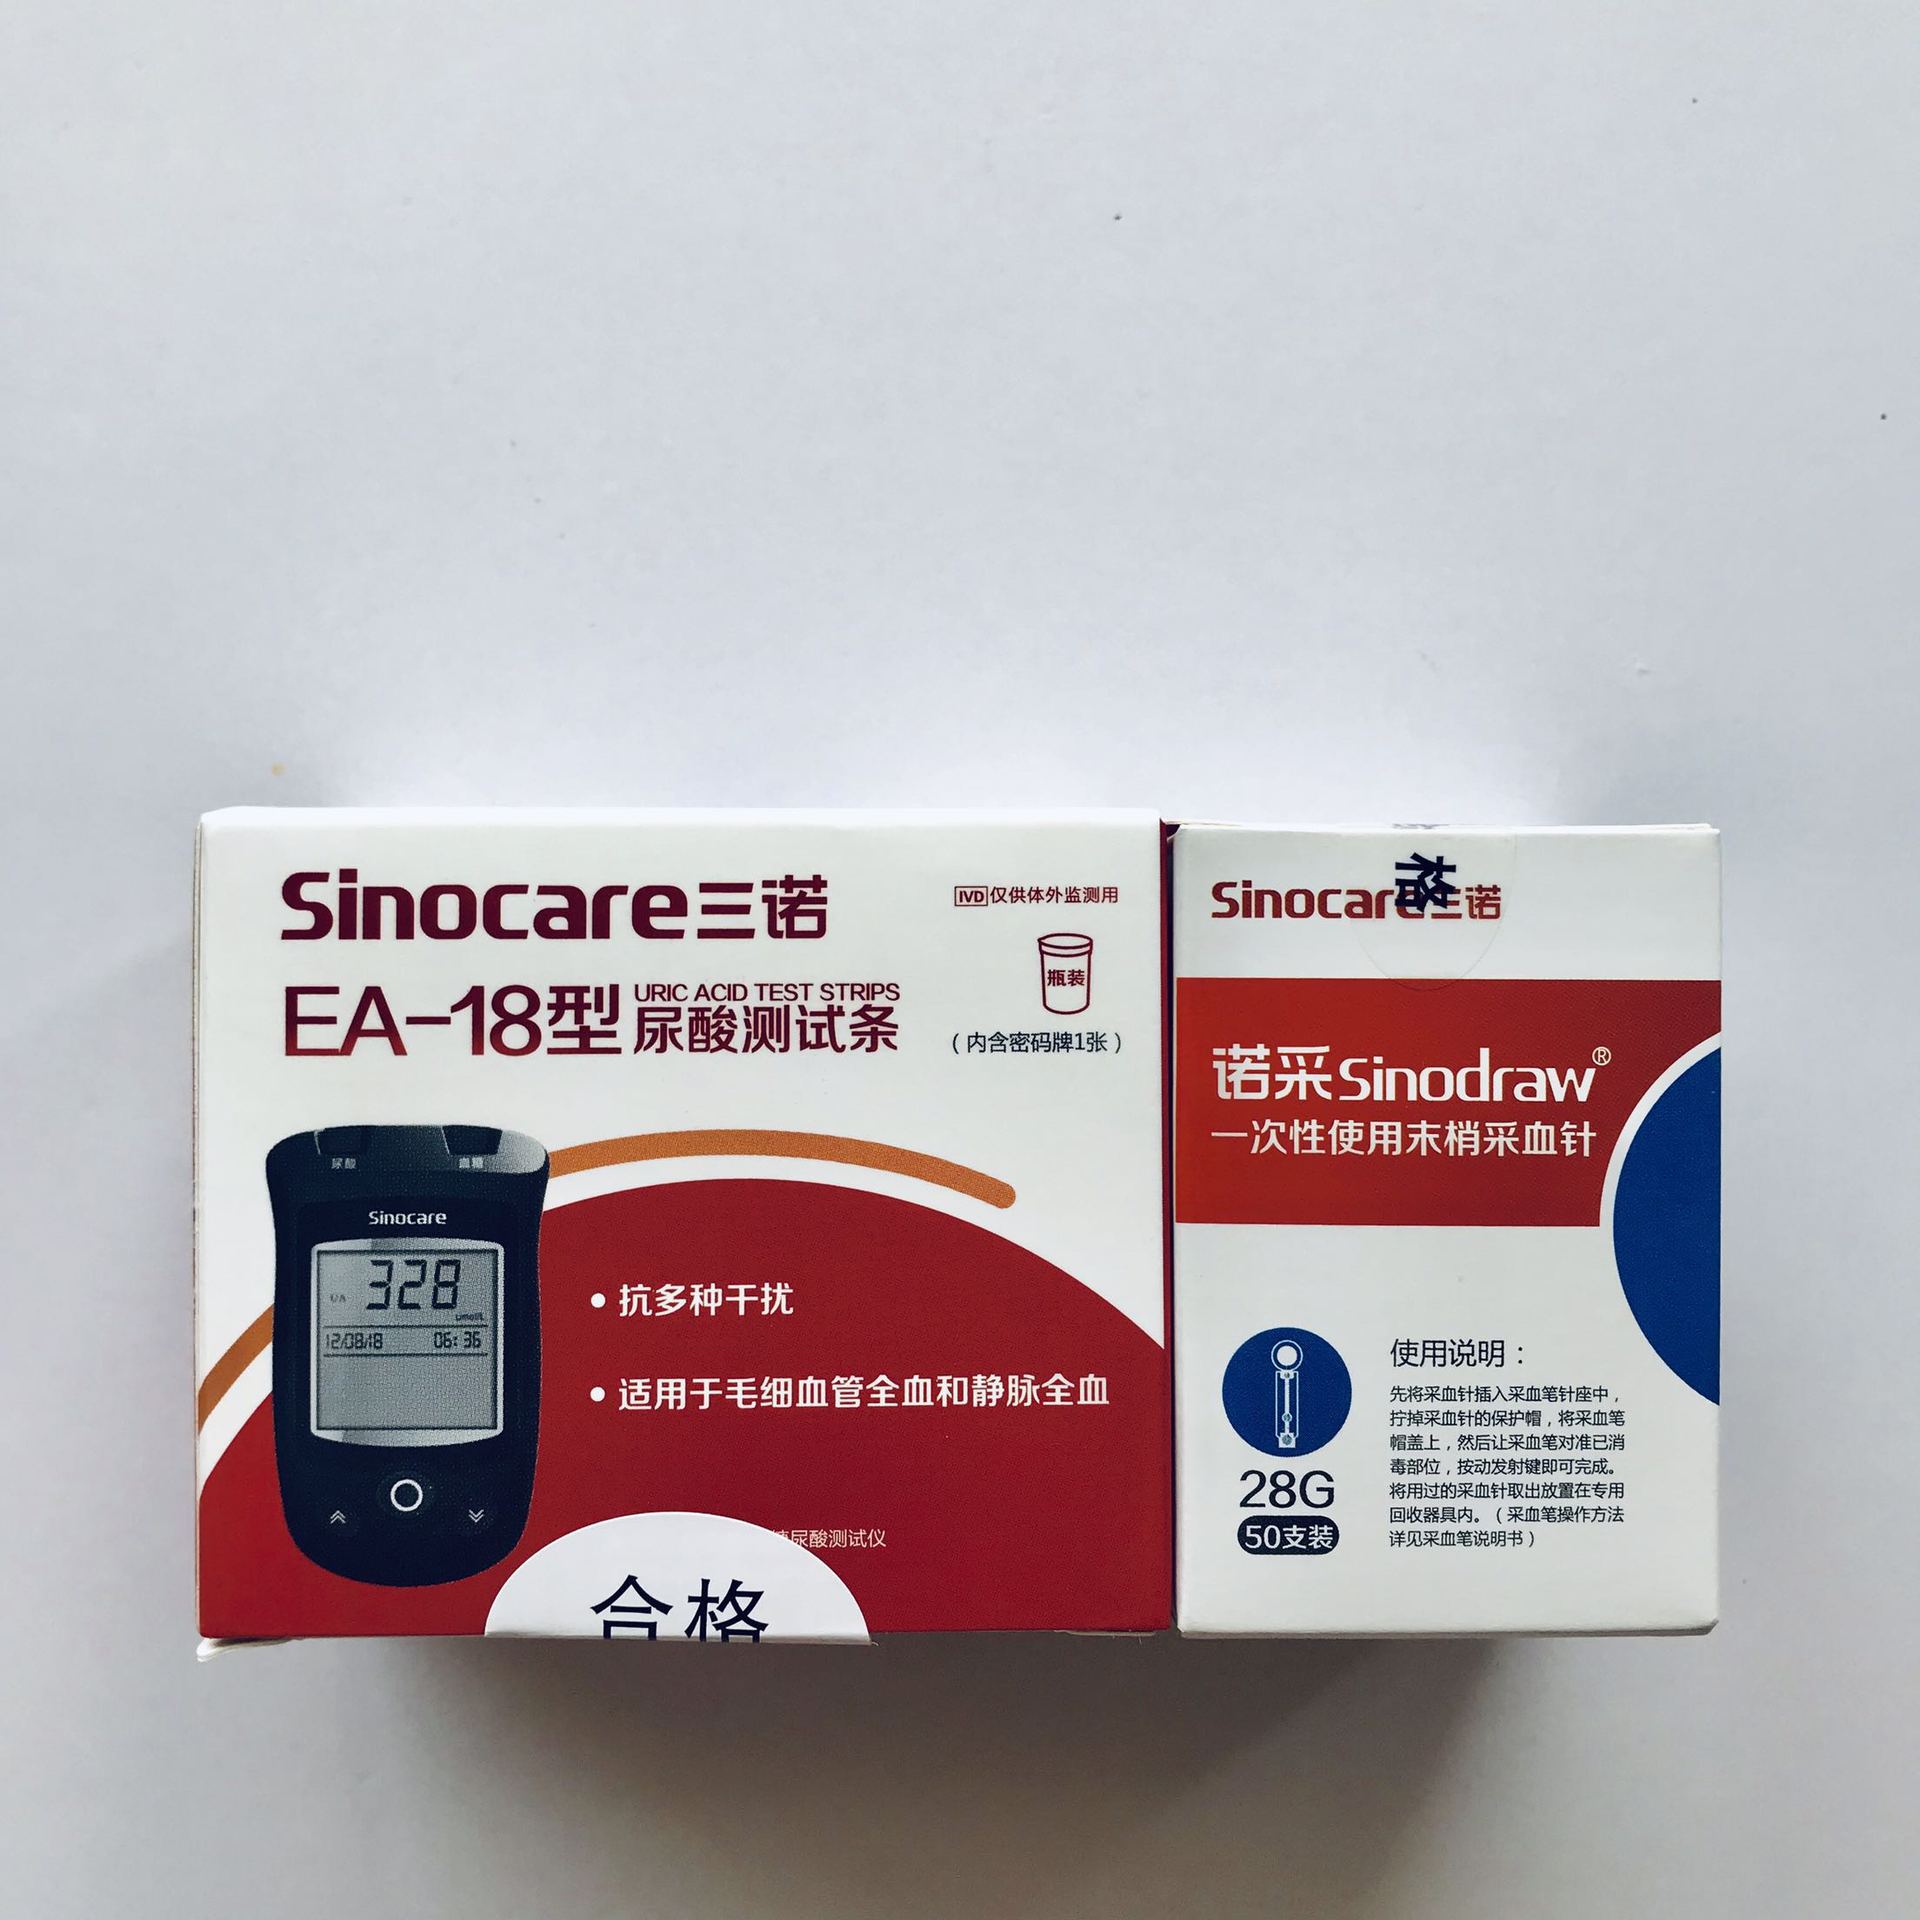 Sinocare三诺
IVD 仅供体外监测用
EA-18型
URIC ACID TEST STRIPS
尿酸测试条
瓶装
（内含密码牌1张）
尿酸
血糖
Sinocare
UA
328
μmol/L
12/08/18 06:36
• 抗多种干扰
• 适用于毛细血管全血和静脉全血
尿酸测试仪
合格
格
Sinocare三诺
诺采Sinodraw®
一次性使用末梢采血针
28G
50支装
使用说明：
先将采血针插入采血笔针座中，
拧掉采血针的保护帽，将采血笔
帽盖上，然后让采血笔对准已消
毒部位，按动发射键即可完成。
将用过的采血针取出放置在专用
回收器具内。（采血笔操作方法
详见采血笔说明书）